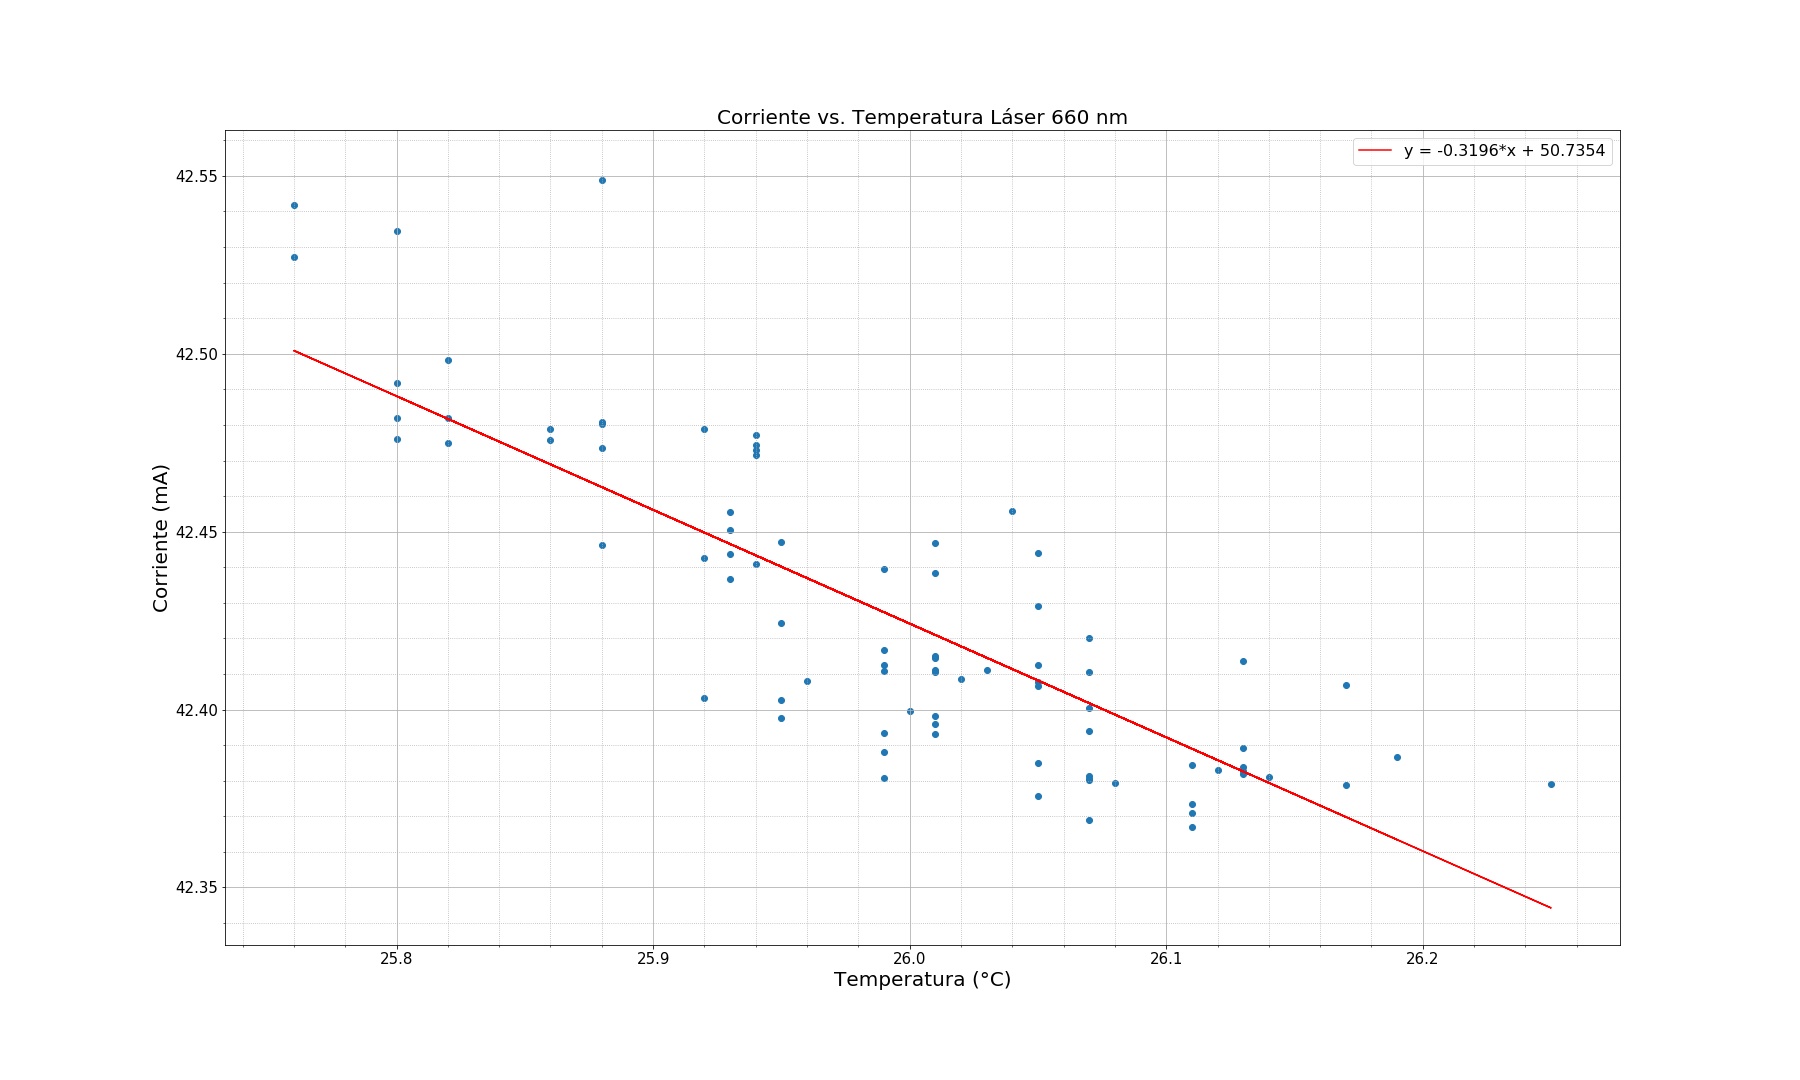 Corriente vs. Temperatura Láser 660 nm
y = -0.3196*x + 50.7354
42.55
42.50
42.45
42.40
42.35
Corriente (mA)
25.8 25.9 26.0 26.1 26.2
Temperatura (°C)